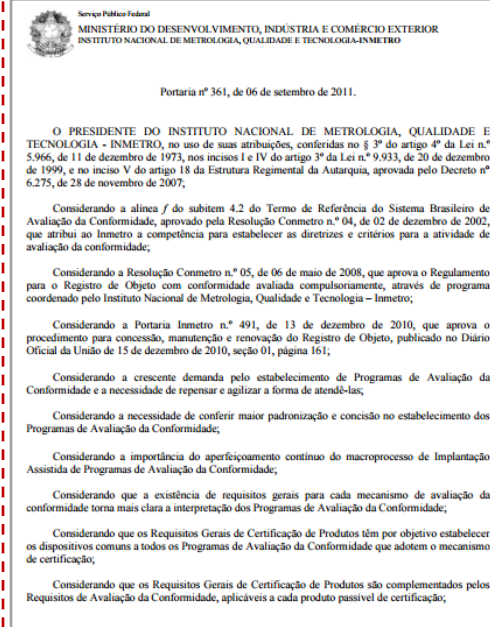 Serviço Público Federal
MINISTÉRIO DO DESENVOLVIMENTO, INDÚSTRIA E COMÉRCIO EXTERIOR
INSTITUTO NACIONAL DE METROLOGIA, QUALIDADE E TECNOLOGIA-INMETRO
Portaria nº 361, de 06 de setembro de 2011.
O PRESIDENTE DO INSTITUTO NACIONAL DE METROLOGIA, QUALIDADE E
TECNOLOGIA - INMETRO, no uso de suas atribuições, conferidas no § 3º do artigo 4º da Lei n.º
5.966, de 11 de dezembro de 1973, nos incisos I e IV do artigo 3º da Lei n.º 9.933, de 20 de dezembro
de 1999, e no inciso V do artigo 18 da Estrutura Regimental da Autarquia, aprovada pelo Decreto nº
6.275, de 28 de novembro de 2007;
Considerando a alínea f do subitem 4.2 do Termo de Referência do Sistema Brasileiro de
Avaliação da Conformidade, aprovado pela Resolução Conmetro n.º 04, de 02 de dezembro de 2002,
que atribui ao Inmetro a competência para estabelecer as diretrizes e critérios para a atividade de
avaliação da conformidade;
Considerando a Resolução Conmetro n.º 05, de 06 de maio de 2008, que aprova o Regulamento
para o Registro de Objeto com conformidade avaliada compulsoriamente, através de programa
coordenado pelo Instituto Nacional de Metrologia, Qualidade e Tecnologia – Inmetro;
Considerando a Portaria Inmetro n.º 491, de 13 de dezembro de 2010, que aprova o
procedimento para concessão, manutenção e renovação do Registro de Objeto, publicado no Diário
Oficial da União de 15 de dezembro de 2010, seção 01, página 161;
Considerando a crescente demanda pelo estabelecimento de Programas de Avaliação da
Conformidade e a necessidade de repensar e agilizar a forma de atendê-las;
Considerando a necessidade de conferir maior padronização e concisão no estabelecimento dos
Programas de Avaliação da Conformidade;
Considerando a importância do aperfeiçoamento contínuo do macroprocesso de Implantação
Assistida de Programas de Avaliação da Conformidade;
Considerando que a existência de requisitos gerais para cada mecanismo de avaliação da
conformidade torna mais clara a interpretação dos Programas de Avaliação da Conformidade;
Considerando que os Requisitos Gerais de Certificação de Produtos têm por objetivo estabelecer
os dispositivos comuns a todos os Programas de Avaliação da Conformidade que adotem o mecanismo
de certificação;
Considerando que os Requisitos Gerais de Certificação de Produtos são complementados pelos
Requisitos de Avaliação da Conformidade, aplicáveis a cada produto passível de certificação;